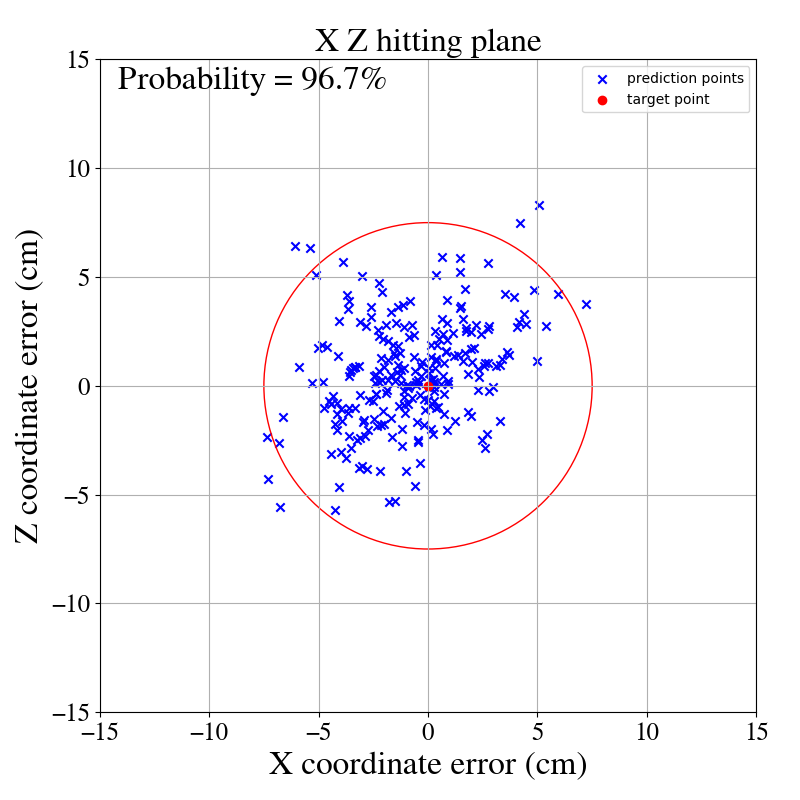 X Z hitting plane
Probability = 96.7%
prediction points
target point
Z coordinate error (cm)
15
10
5
0
−5
−10
−15
−15
−10
−5
0
5
10
15
X coordinate error (cm)